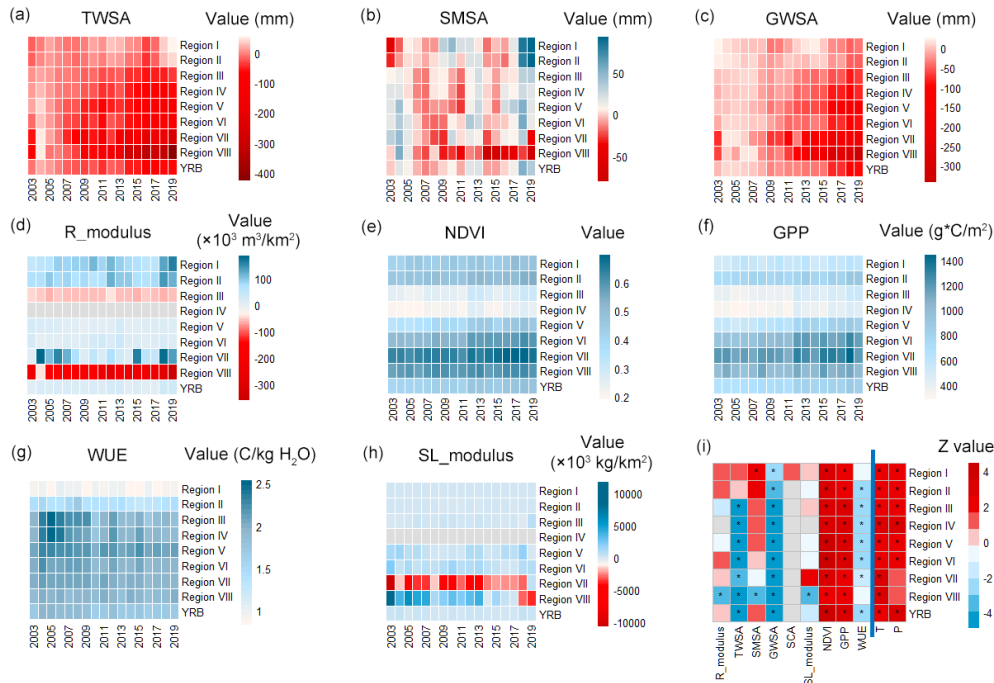 (a) TWSA Value (mm)
Region I
Region II
Region III
Region IV
Region V
Region VI
Region VII
Region VIII
YRB
2003
2005
2007
2009
2011
2013
2015
2017
2019
0
-100
-200
-300
-400
(b) SMSA Value (mm)
Region I
Region II
Region III
Region IV
Region V
Region VI
Region VII
Region VIII
YRB
2003
2005
2007
2009
2011
2013
2015
2017
2019
50
0
-50
(c) GWSA Value (mm)
Region I
Region II
Region III
Region IV
Region V
Region VI
Region VII
Region VIII
YRB
2003
2005
2007
2009
2011
2013
2015
2017
2019
0
-50
-100
-150
-200
-250
-300
(d) R_modulus Value
(×10³ m³/km²)
Region I
Region II
Region III
Region IV
Region V
Region VI
Region VII
Region VIII
YRB
2003
2005
2007
2009
2011
2013
2015
2017
2019
100
0
-100
-200
-300
(e) NDVI Value
Region I
Region II
Region III
Region IV
Region V
Region VI
Region VII
Region VIII
YRB
2003
2005
2007
2009
2011
2013
2015
2017
2019
0.6
0.5
0.4
0.3
0.2
(f) GPP Value (g*C/m²)
Region I
Region II
Region III
Region IV
Region V
Region VI
Region VII
Region VIII
YRB
2003
2005
2007
2009
2011
2013
2015
2017
2019
1400
1200
1000
800
600
400
(g) WUE Value (C/kg H₂O)
Region I
Region II
Region III
Region IV
Region V
Region VI
Region VII
Region VIII
YRB
2003
2005
2007
2009
2011
2013
2015
2017
2019
2.5
2
1.5
1
(h) SL_modulus Value
(×10³ kg/km²)
Region I
Region II
Region III
Region IV
Region V
Region VI
Region VII
Region VIII
YRB
2003
2005
2007
2009
2011
2013
2015
2017
2019
10000
5000
0
-5000
-10000
(i) Z value
Region I
Region II
Region III
Region IV
Region V
Region VI
Region VII
Region VIII
YRB
R_modulus
TWSA
SMSA
GWSA
SCA
SL_modulus
NDVI
GPP
WUE
T
P
4
2
0
-2
-4